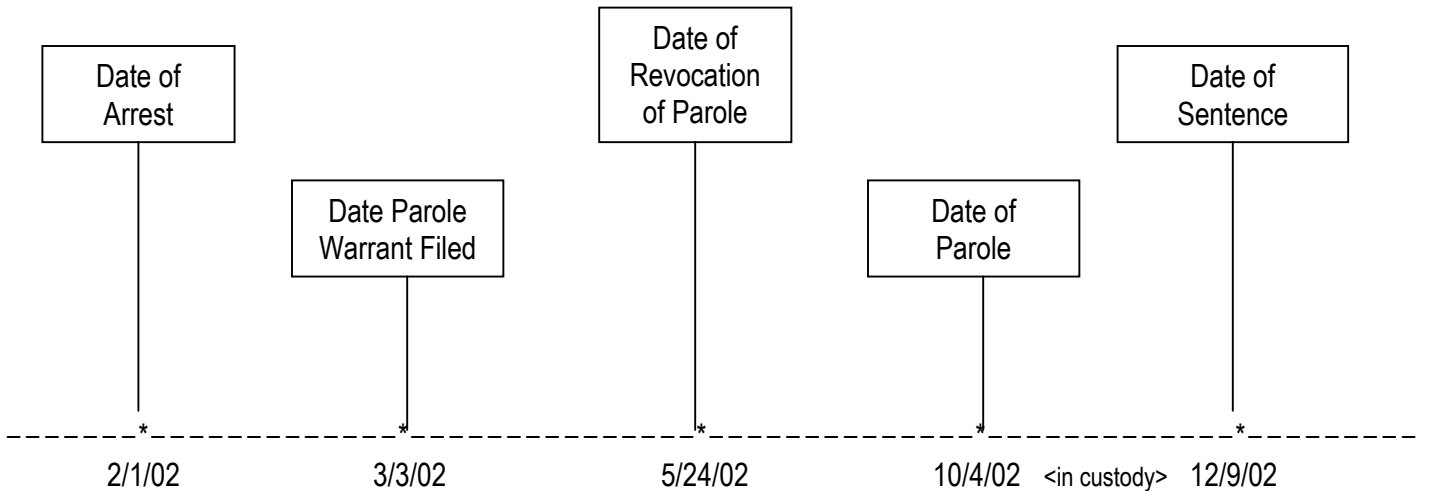 Date of
Arrest
Date Parole
Warrant Filed
Date of
Revocation
of Parole
Date of
Parole
Date of
Sentence
* * * * *
2/1/02 3/3/02 5/24/02 10/4/02 <in custody> 12/9/02